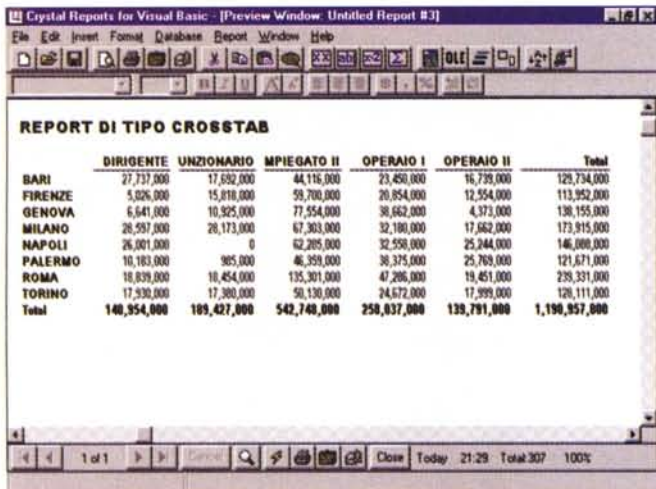 Crystal Reports for Visual Basic - [Preview Window: Untitled Report #3]
File Edit Insert Format Database Report Window Help
OLE
B I U
REPORT DI TIPO CROSSTAB
DIRIGENTE UNZIONARIO MPIEGATO II OPERAIO I OPERAIO II Total
BARI 27,737,000 17,692,000 44,116,000 23,450,000 16,739,000 129,734,000
FIRENZE 5,026,000 15,818,000 59,700,000 20,854,000 12,554,000 113,952,000
GENOVA 6,641,000 10,925,000 77,554,000 38,662,000 4,373,000 138,155,000
MILANO 28,597,000 28,173,000 67,303,000 32,180,000 17,662,000 173,915,000
NAPOLI 26,001,000 0 62,285,000 32,558,000 25,244,000 146,088,000
PALERMO 10,183,000 985,000 46,359,000 38,375,000 25,769,000 121,671,000
ROMA 18,839,000 18,454,000 135,301,000 47,286,000 19,451,000 239,331,000
TORINO 17,930,000 17,380,000 50,130,000 24,672,000 17,999,000 128,111,000
Total 140,954,000 109,427,000 542,748,000 258,037,000 139,791,000 1,190,957,000
1 of 1 Cancel Close Today 21:29 Total:307 100%